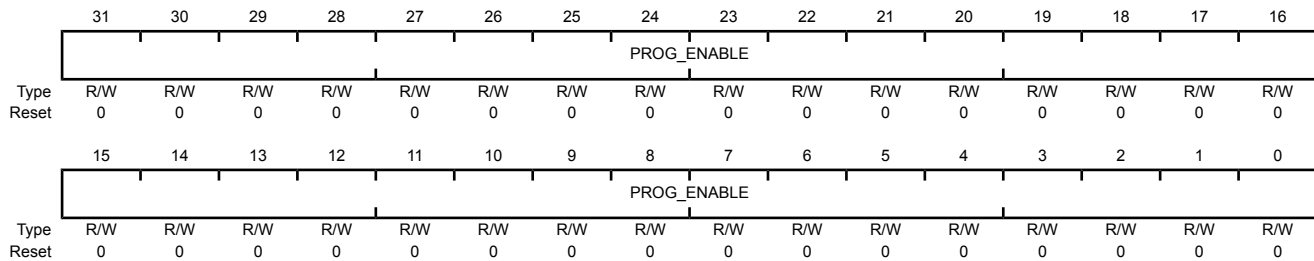 31 30 29 28 27 26 25 24 23 22 21 20 19 18 17 16
PROG_ENABLE
Type R/W R/W R/W R/W R/W R/W R/W R/W R/W R/W R/W R/W R/W R/W R/W R/W
Reset 0 0 0 0 0 0 0 0 0 0 0 0 0 0 0 0
15 14 13 12 11 10 9 8 7 6 5 4 3 2 1 0
PROG_ENABLE
Type R/W R/W R/W R/W R/W R/W R/W R/W R/W R/W R/W R/W R/W R/W R/W R/W
Reset 0 0 0 0 0 0 0 0 0 0 0 0 0 0 0 0